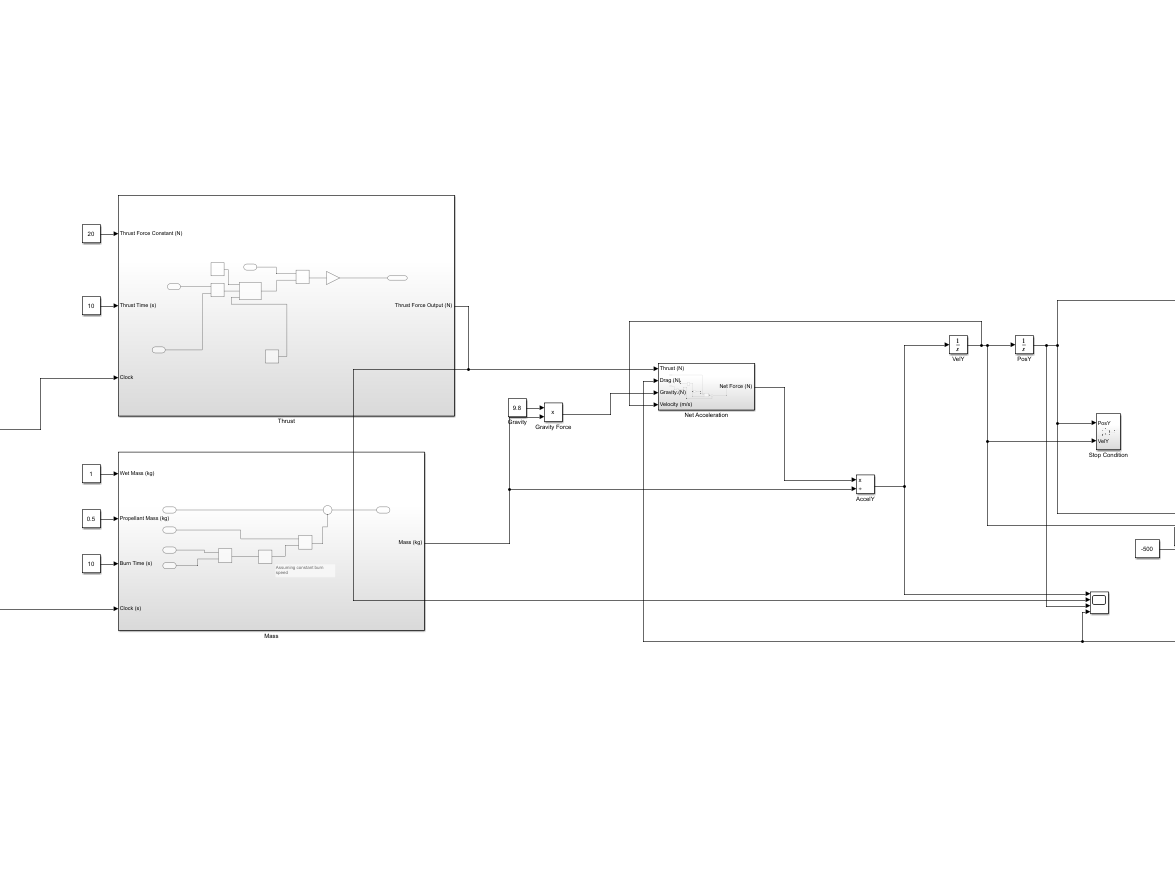 20
Thrust Force Constant (N)
10
Thrust Time (s)
Thrust Force Output (N)
Clock
Thrust
1
Wet Mass (kg)
0.5
Propellant Mass (kg)
10
Burn Time (s)
Mass (kg)
Assuming constant burn
speed
Clock (s)
Mass
9.8
Gravity
x
Gravity Force
Thrust (N)
Drag (N)
Gravity (N)
Velocity (m/s)
Net Force (N)
Net Acceleration
x
÷
AccelY
1
s
VelY
1
s
PosY
PosY
VelY
Stop Condition
-500